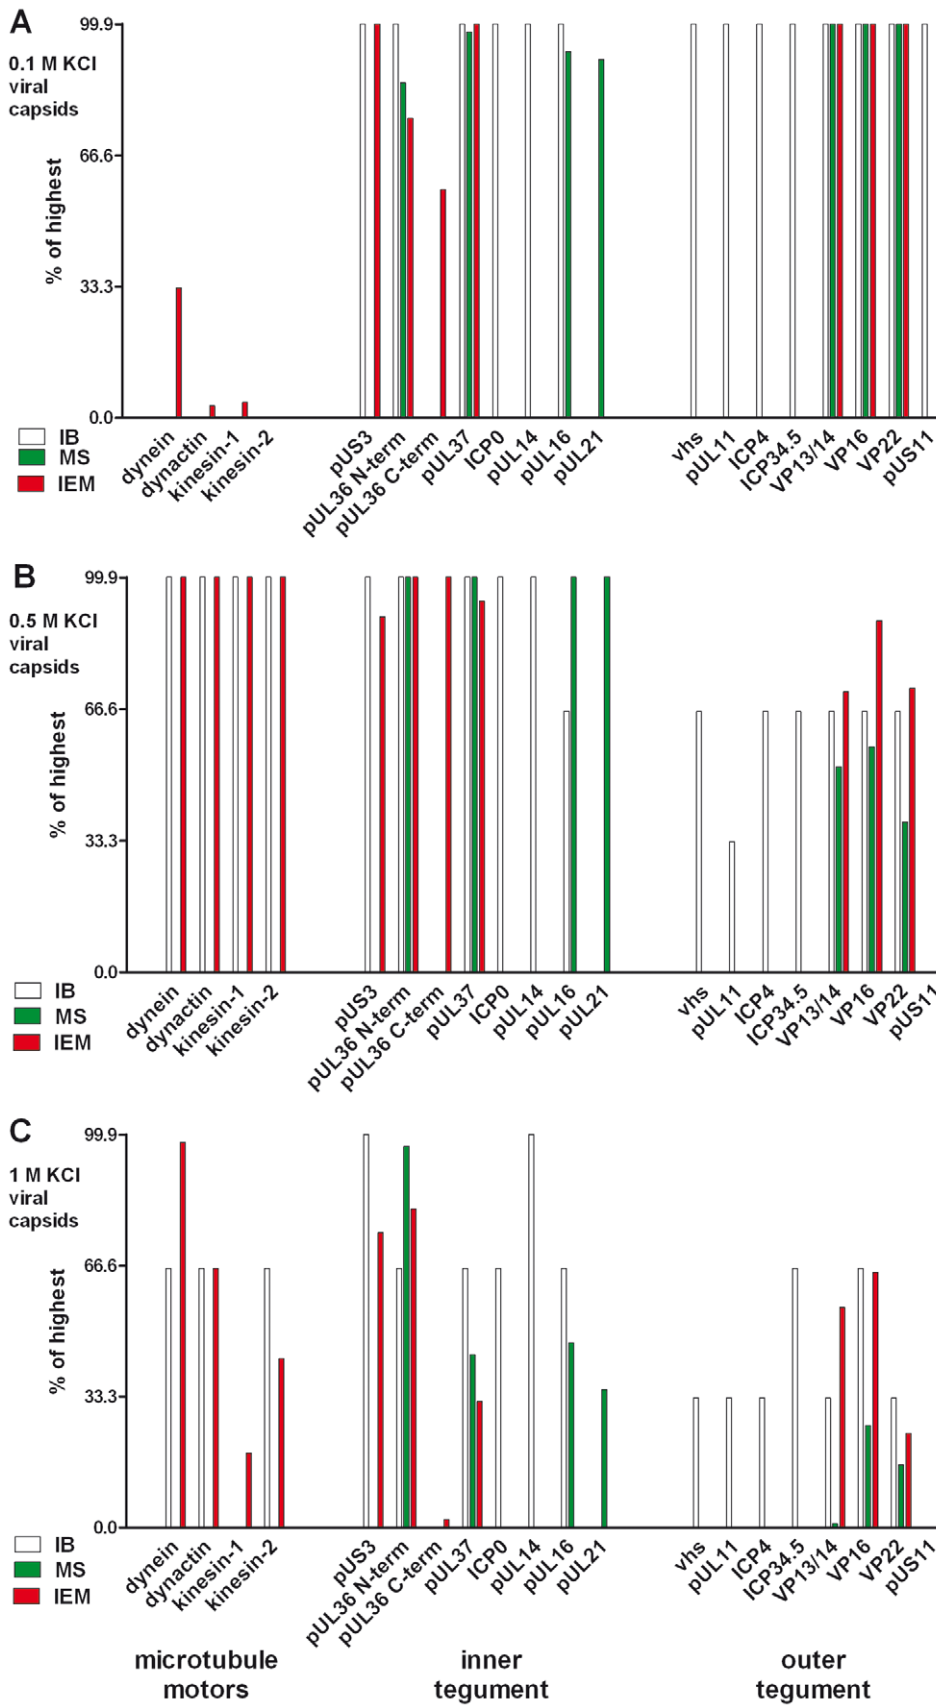 A
99.9
0.1 M KCl
viral
capsids
66.6
% of highest
33.3
0.0
IB
MS
IEM
dynein
dynactin
kinesin-1
kinesin-2
pUS3
pUL36 N-term
pUL36 C-term
pUL37
ICP0
pUL14
pUL16
pUL21
vhs
pUL11
ICP4
ICP34.5
VP13/14
VP16
VP22
pUS11
B
99.9
0.5 M KCl
viral
capsids
66.6
% of highest
33.3
0.0
IB
MS
IEM
dynein
dynactin
kinesin-1
kinesin-2
pUS3
pUL36 N-term
pUL36 C-term
pUL37
ICP0
pUL14
pUL16
pUL21
vhs
pUL11
ICP4
ICP34.5
VP13/14
VP16
VP22
pUS11
C
99.9
1 M KCl
viral
capsids
66.6
% of highest
33.3
0.0
IB
MS
IEM
dynein
dynactin
kinesin-1
kinesin-2
pUS3
pUL36 N-term
pUL36 C-term
pUL37
ICP0
pUL14
pUL16
pUL21
vhs
pUL11
ICP4
ICP34.5
VP13/14
VP16
VP22
pUS11
microtubule
motors
inner
tegument
outer
tegument